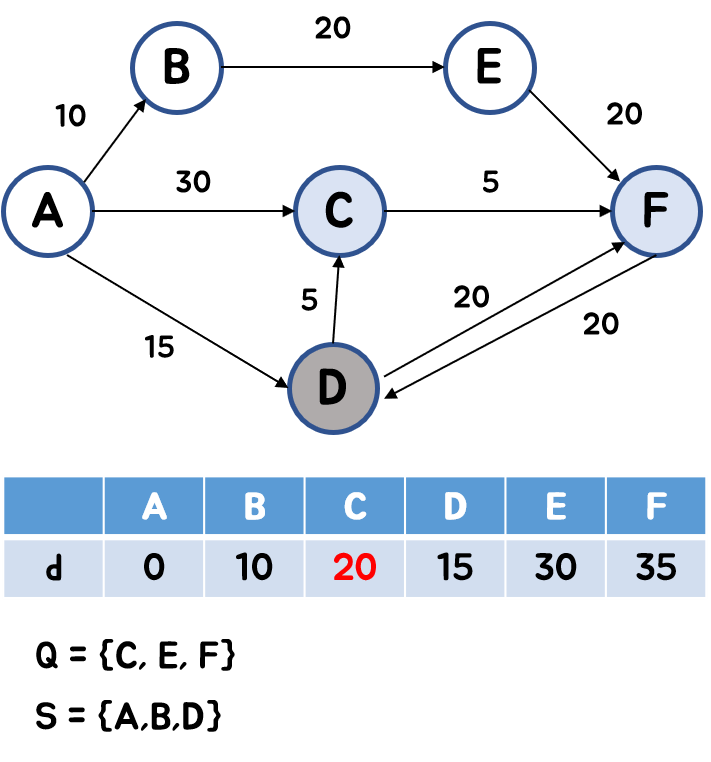 20
B E
10 20
30 5
A C F
5 20
20
15
D
A B C D E F
d 0 10 20 15 30 35
Q = {C, E, F}
S = {A,B,D}